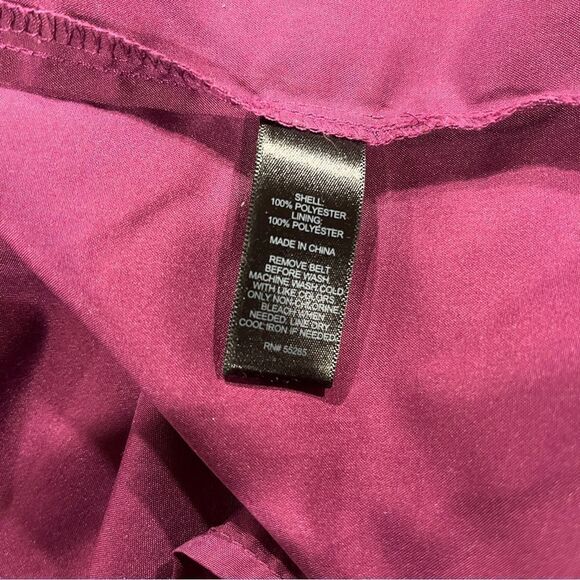 SHELL:
100% POLYESTER
LINING:
100% POLYESTER
MADE IN CHINA
REMOVE BELT
BEFORE WASH
MACHINE WASH COLD
WITH LIKE COLORS
ONLY NON-CHLORINE
BLEACH WHEN
NEEDED. LINE DRY
COOL IRON IF NEEDED
RN# 55285